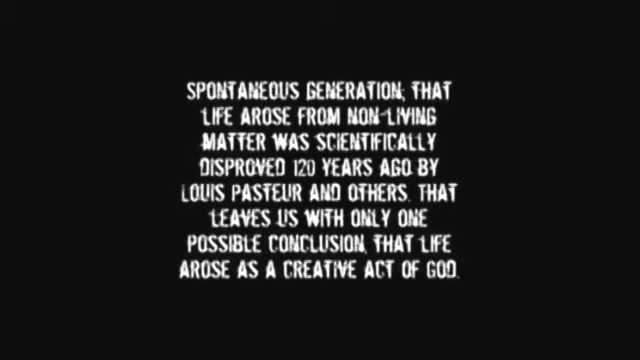 SPONTANEOUS GENERATION; THAT
LIFE AROSE FROM NON-LIVING
MATTER WAS SCIENTIFICALLY
DISPROVED 120 YEARS AGO BY
LOUIS PASTEUR AND OTHERS. THAT
LEAVES US WITH ONLY ONE
POSSIBLE CONCLUSION, THAT LIFE
AROSE AS A CREATIVE ACT OF GOD.